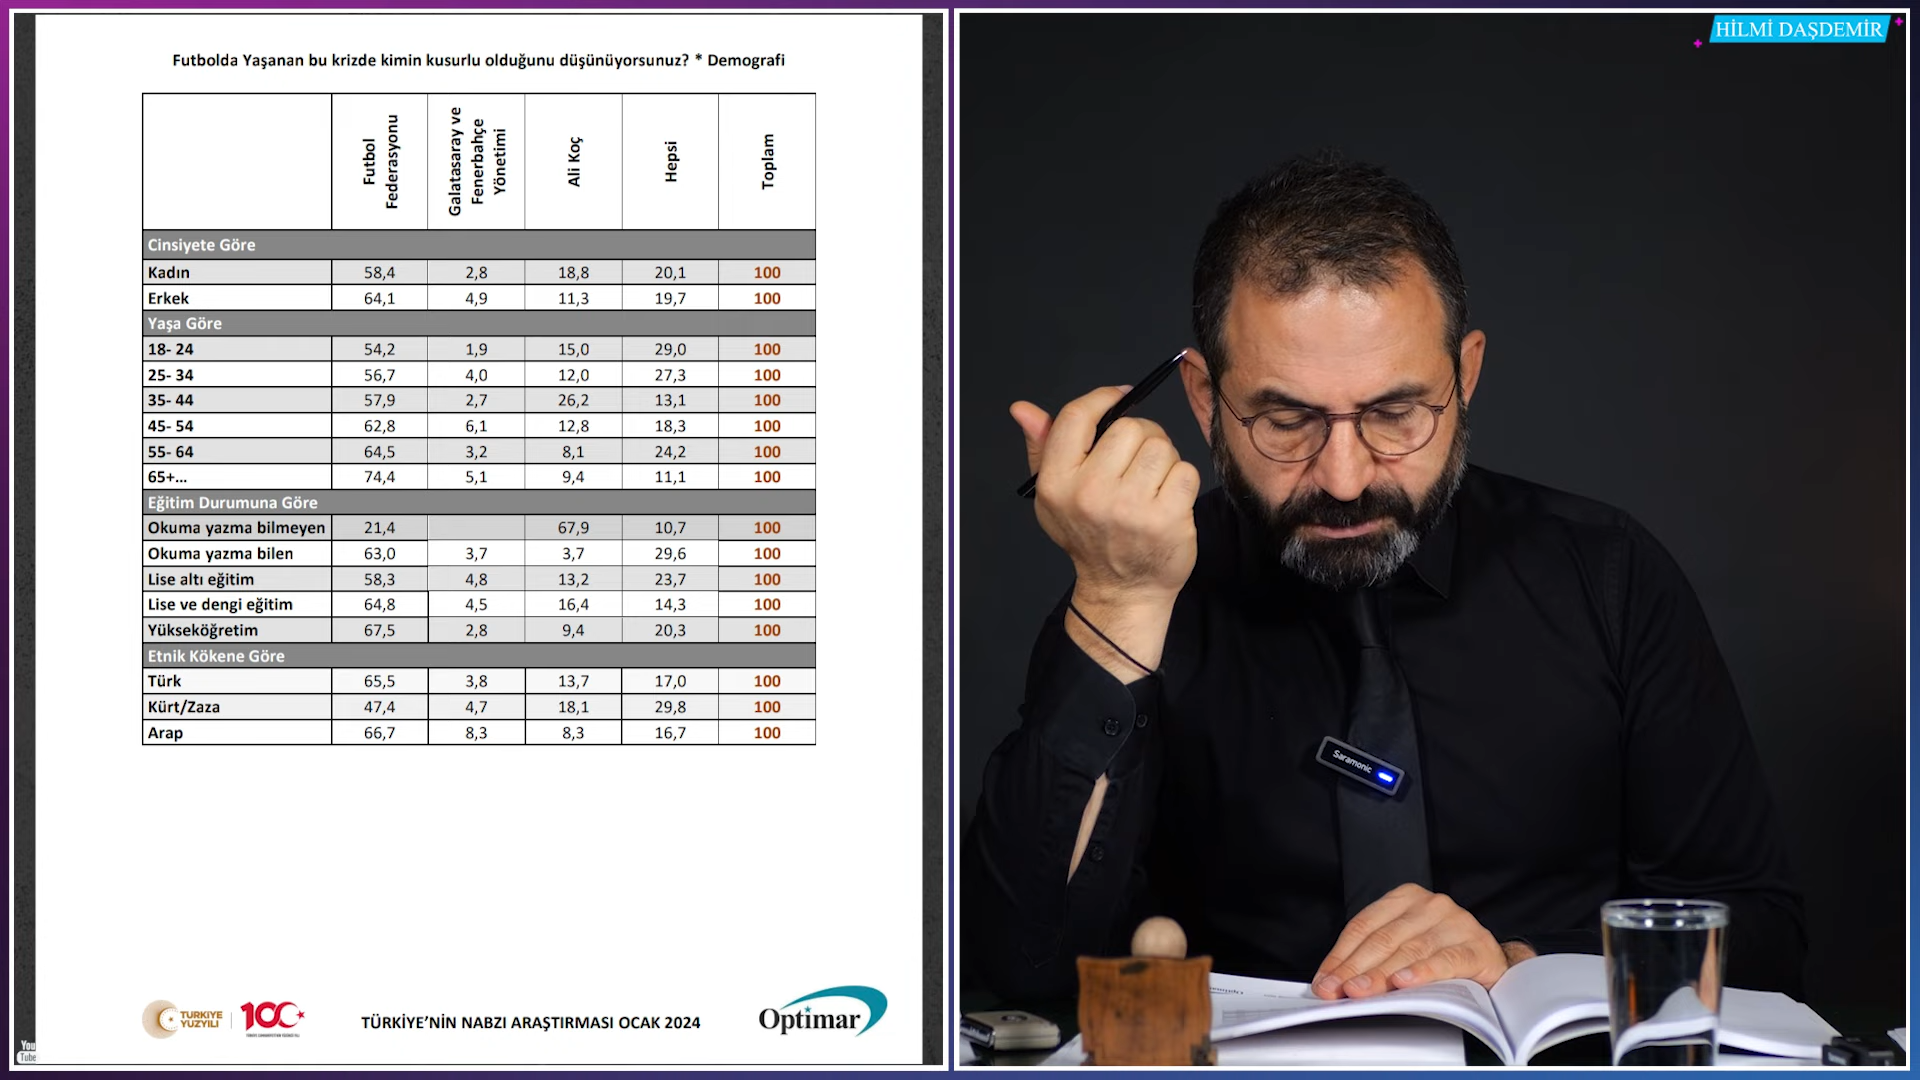 Futbolda Yaşanan bu krizde kimin kusurlu olduğunu düşünüyorsunuz? * Demografi
Futbol Federasyonu | Galatasaray ve Fenerbahçe Yönetimi | Ali Koç | Hepsi | Toplam
Cinsiyete Göre
Kadın 58,4 2,8 18,8 20,1 100
Erkek 64,1 4,9 11,3 19,7 100
Yaşa Göre
18- 24 54,2 1,9 15,0 29,0 100
25- 34 56,7 4,0 12,0 27,3 100
35- 44 57,9 2,7 26,2 13,1 100
45- 54 62,8 6,1 12,8 18,3 100
55- 64 64,5 3,2 8,1 24,2 100
65+... 74,4 5,1 9,4 11,1 100
Eğitim Durumuna Göre
Okuma yazma bilmeyen 21,4 67,9 10,7 100
Okuma yazma bilen 63,0 3,7 3,7 29,6 100
Lise altı eğitim 58,3 4,8 13,2 23,7 100
Lise ve dengi eğitim 64,8 4,5 16,4 14,3 100
Yükseköğretim 67,5 2,8 9,4 20,3 100
Etnik Kökene Göre
Türk 65,5 3,8 13,7 17,0 100
Kürt/Zaza 47,4 4,7 18,1 29,8 100
Arap 66,7 8,3 8,3 16,7 100
TÜRKİYE YÜZYILI
100
TÜRKİYE’NİN NABZI ARAŞTIRMASI OCAK 2024
Optimar
You
Tube
HİLMİ DAŞDEMİR
Saramonic